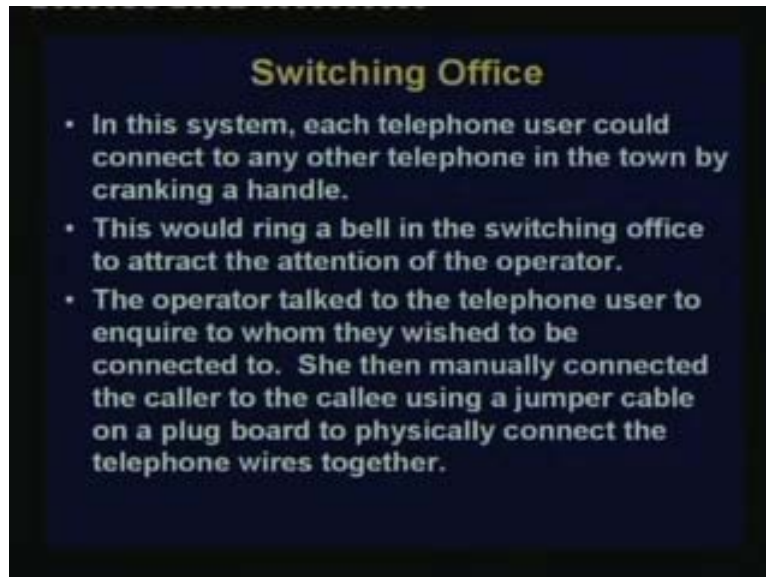 Switching Office
• In this system, each telephone user could
connect to any other telephone in the town by
cranking a handle.
• This would ring a bell in the switching office
to attract the attention of the operator.
• The operator talked to the telephone user to
enquire to whom they wished to be
connected to. She then manually connected
the caller to the callee using a jumper cable
on a plug board to physically connect the
telephone wires together.